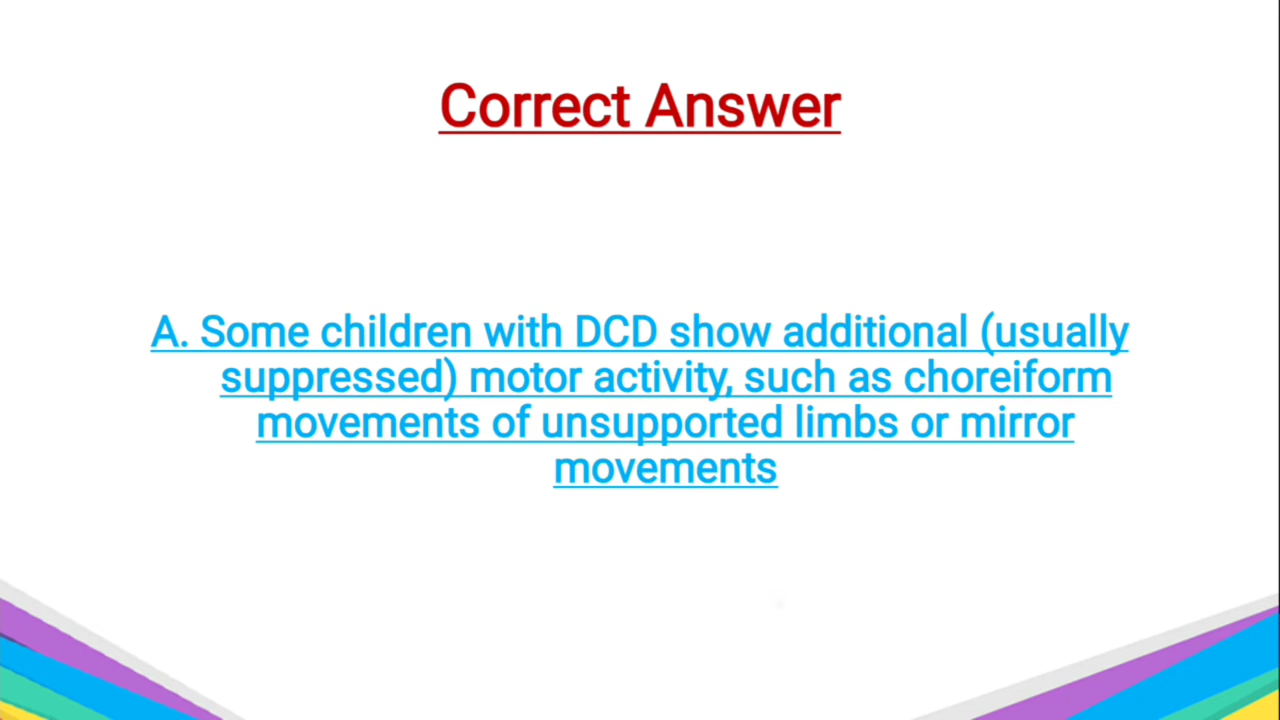 Correct Answer
A. Some children with DCD show additional (usually
suppressed) motor activity, such as choreiform
movements of unsupported limbs or mirror
movements